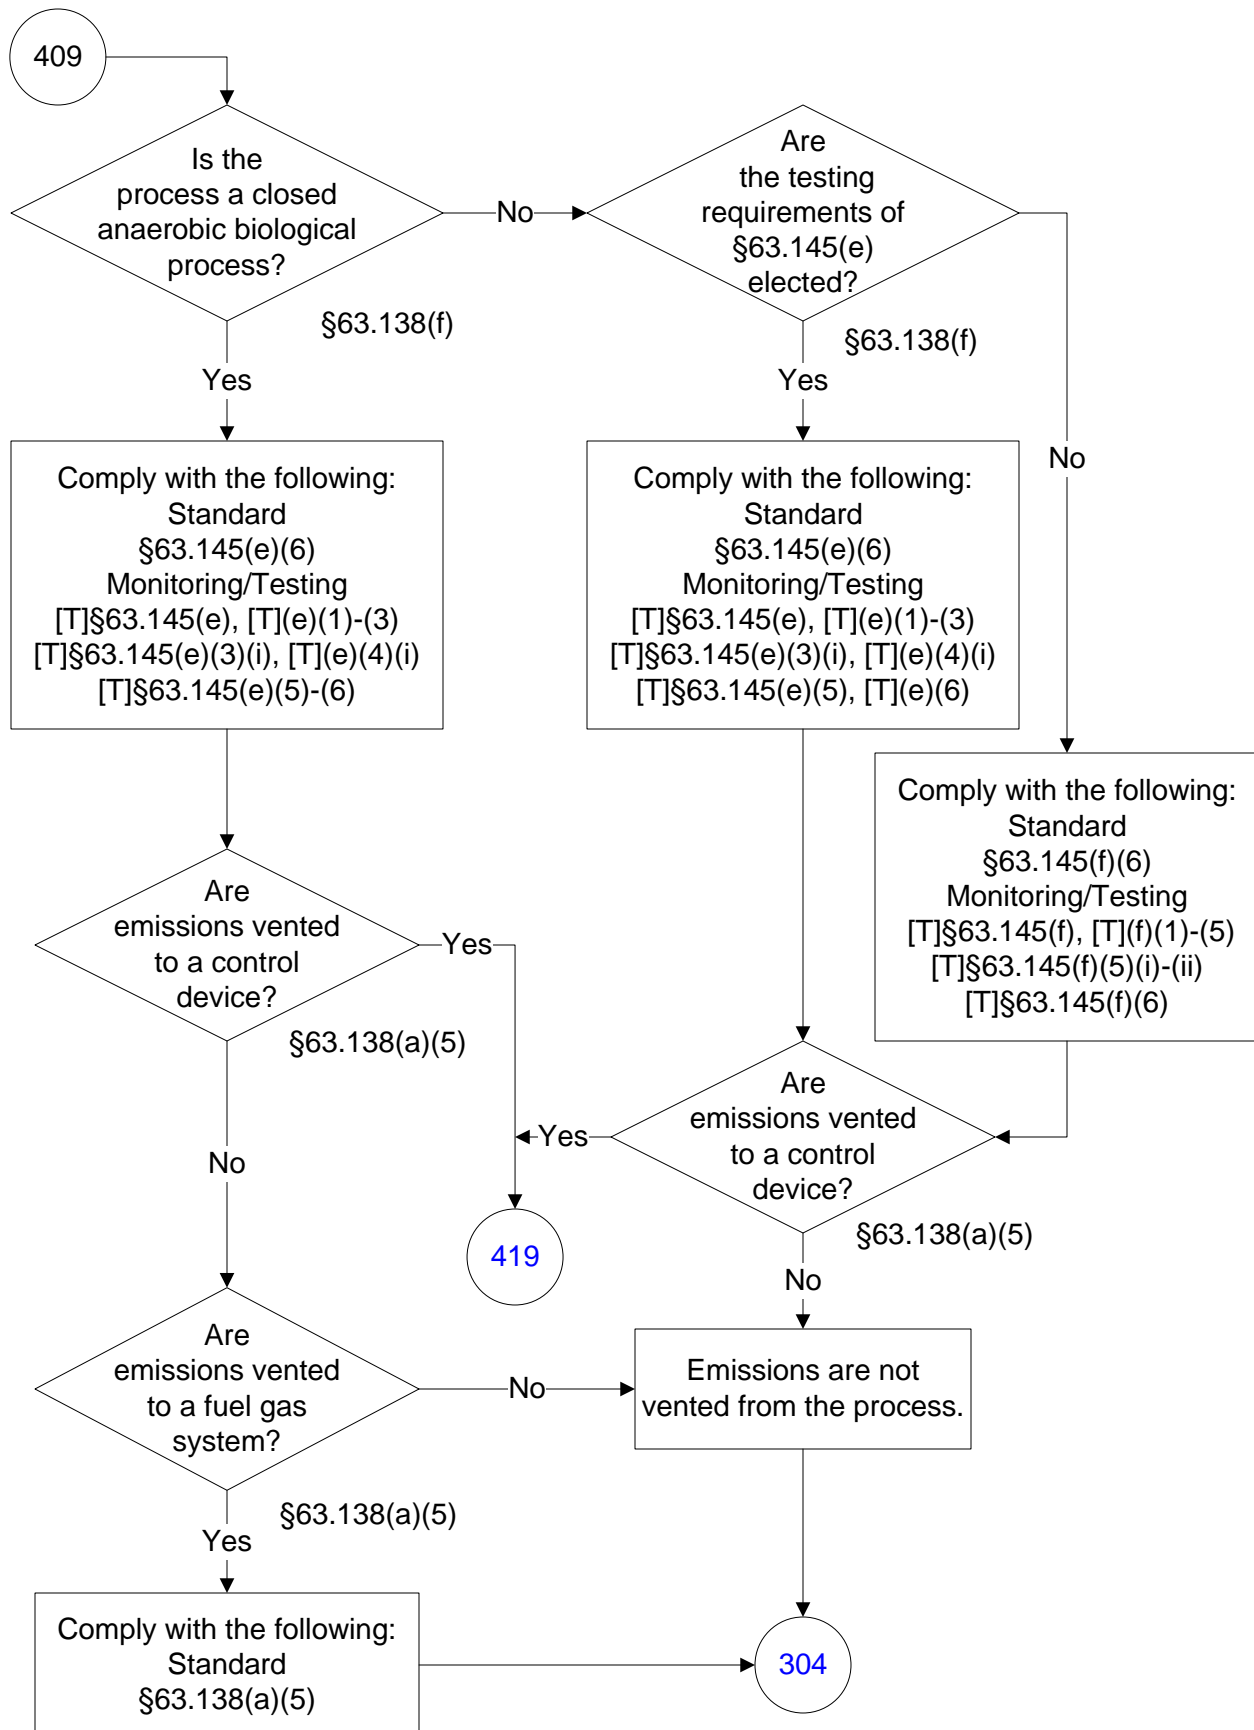 409
Is the
process a closed
anaerobic biological
process?
§63.138(f)
No
Are
the testing
requirements of
§63.145(e)
elected?
§63.138(f)
Yes
Yes
No
Comply with the following:
Standard
§63.145(e)(6)
Monitoring/Testing
[T]§63.145(e), [T](e)(1)-(3)
[T]§63.145(e)(3)(i), [T](e)(4)(i)
[T]§63.145(e)(5)-(6)
Comply with the following:
Standard
§63.145(e)(6)
Monitoring/Testing
[T]§63.145(e), [T](e)(1)-(3)
[T]§63.145(e)(3)(i), [T](e)(4)(i)
[T]§63.145(e)(5), [T](e)(6)
Comply with the following:
Standard
§63.145(f)(6)
Monitoring/Testing
[T]§63.145(f), [T](f)(1)-(5)
[T]§63.145(f)(5)(i)-(ii)
[T]§63.145(f)(6)
Are
emissions vented
to a control
device?
§63.138(a)(5)
Yes
No
Are
emissions vented
to a control
device?
§63.138(a)(5)
Yes
No
419
Are
emissions vented
to a fuel gas
system?
§63.138(a)(5)
No
Yes
Emissions are not
vented from the process.
Comply with the following:
Standard
§63.138(a)(5)
304